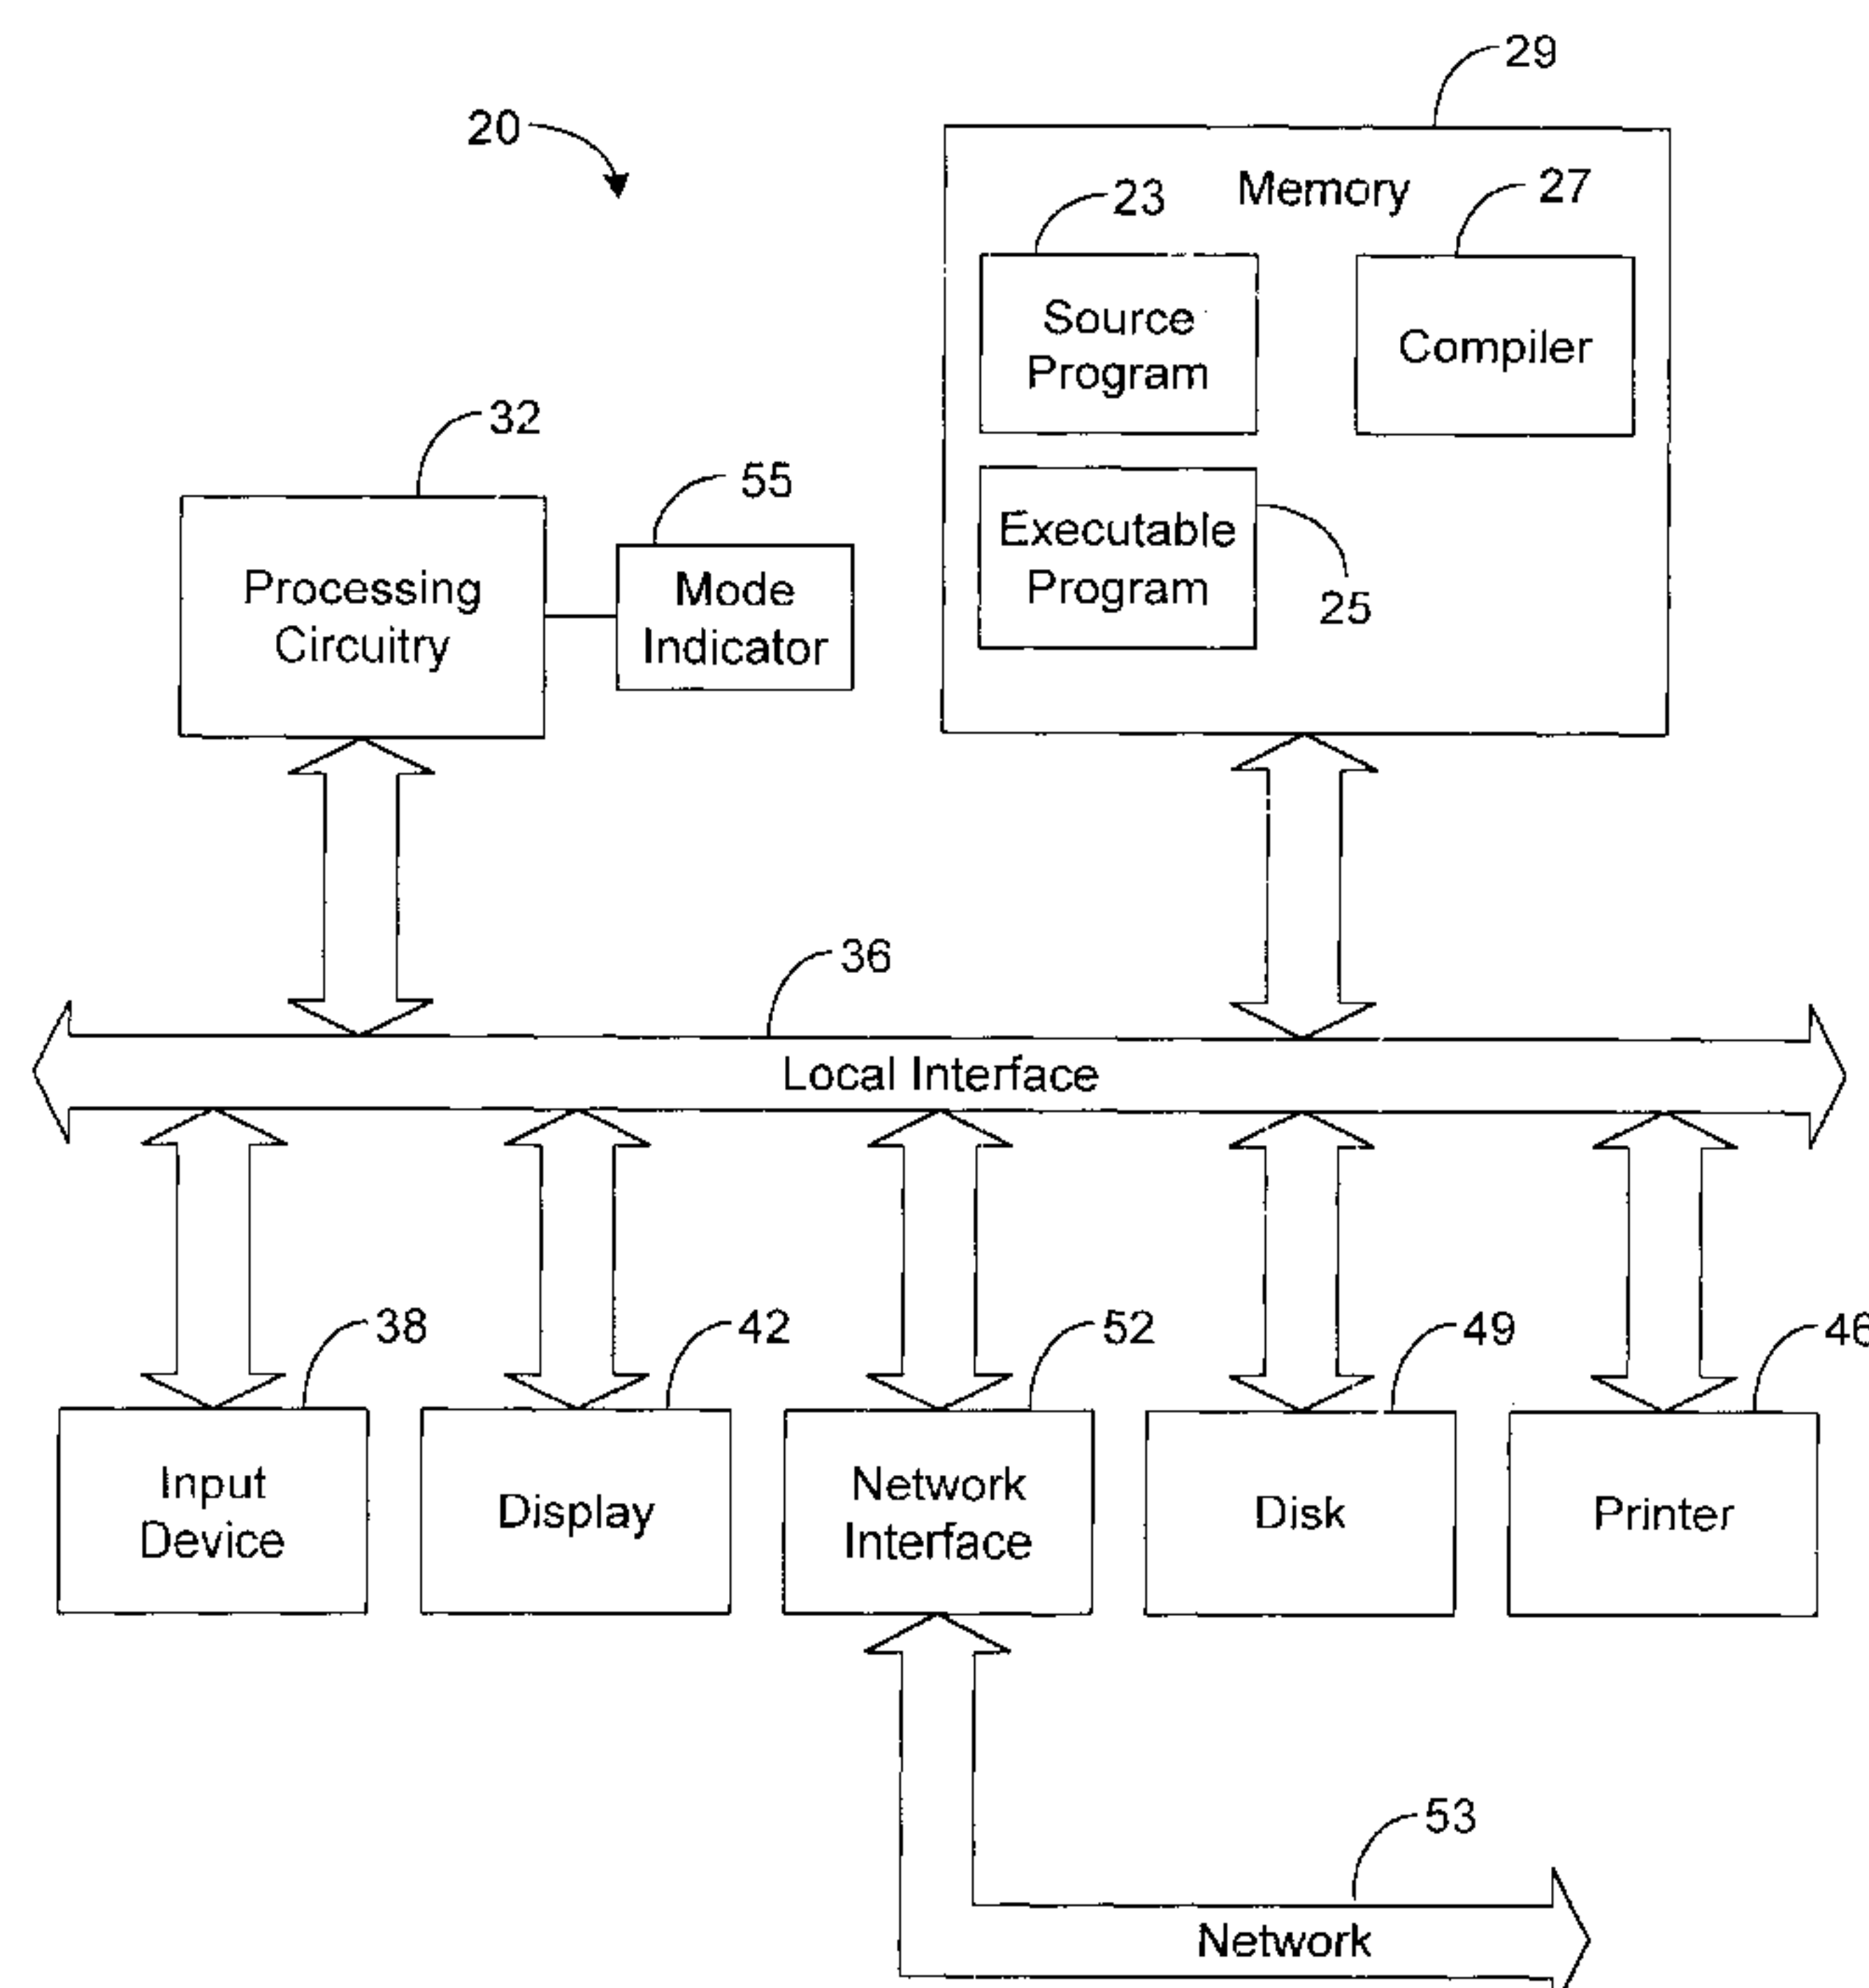 29
20
Memory
27
23
Source
Program
Compiler
32
55
Executable
Program
25
Processing
Circuitry
Mode
Indicator
36
Local Interface
38
42
52
49
46
Input
Device
Display
Network
Interface
Disk
Printer
53
Network